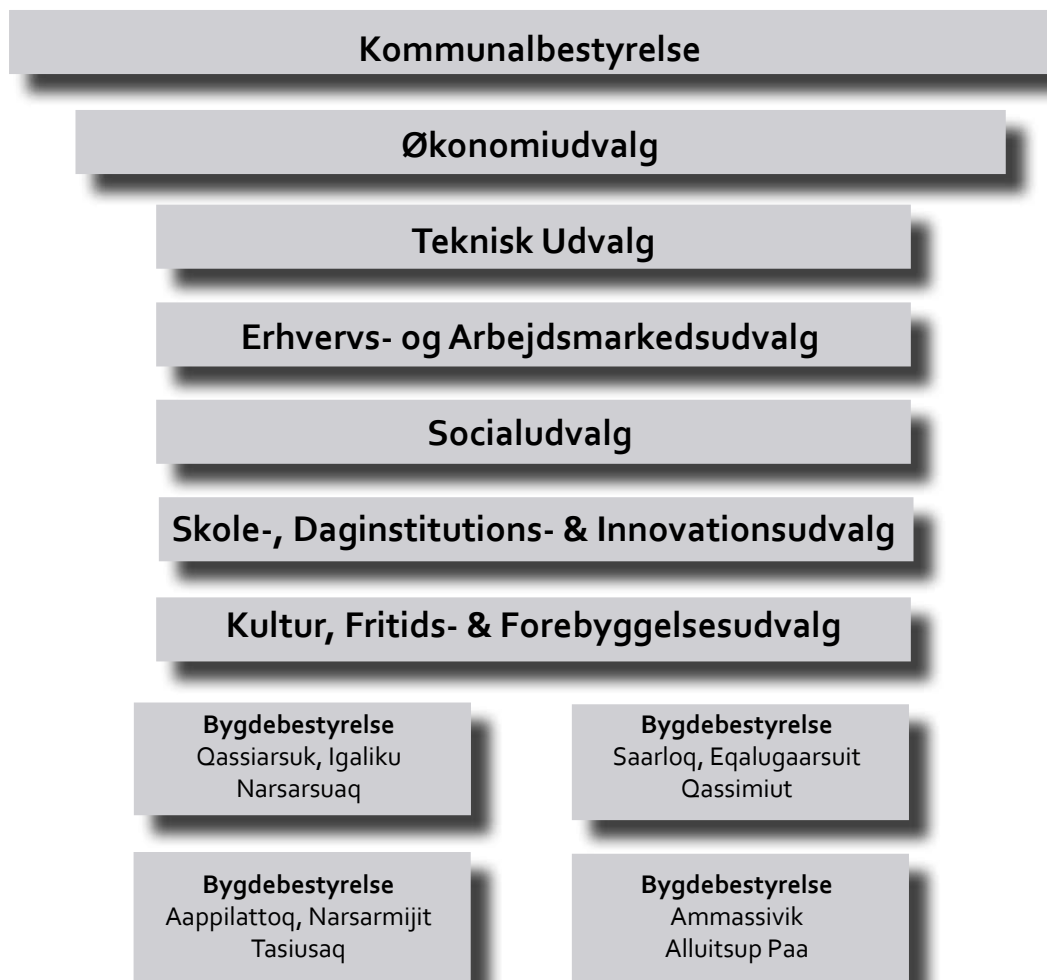 Kommunalbestyrelse
Økonomiudvalg
Teknisk Udvalg
Erhvervs- og Arbejdsmarkedsudvalg
Socialudvalg
Skole-, Daginstitutions- & Innovationsudvalg
Kultur, Fritids- & Forebyggelsesudvalg
Bygdebestyrelse
Qassiarsuk, Igaliku
Narsarsuaq
Bygdebestyrelse
Saarloq, Eqalugaarsuit
Qassimiut
Bygdebestyrelse
Aappilattoq, Narsarmijit
Tasiusaq
Bygdebestyrelse
Ammassivik
Alluitsup Paa